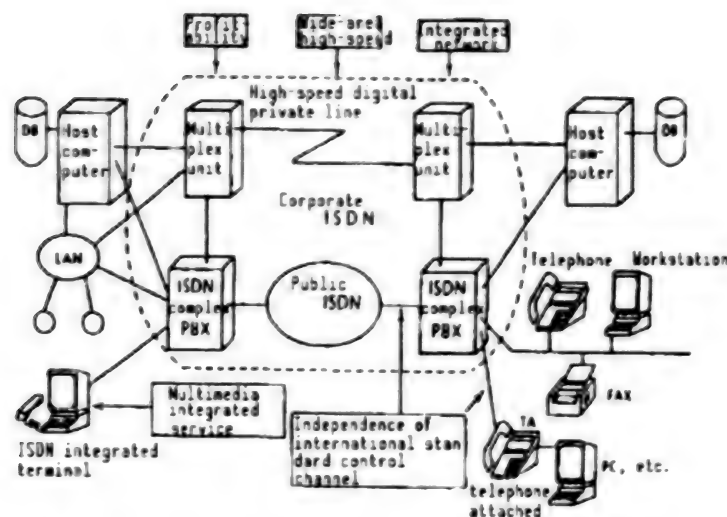 Profit-
ability
Wide-area
high-speed
Integrated
network
High-speed digital
private line
DB
Host
com-
puter
Multi
plex
unit
Multi-
plex
unit
Host
com-
puter
DB
Corporate
ISDN
LAN
Telephone
Workstation
ISDN
complex
PBX
Public
ISDN
ISDN
complex
PBX
FAX
Multimedia
integrated
service
Independence of
international stan
dard control
channel
TA
PC, etc.
ISDN integrated
terminal
telephone
attached